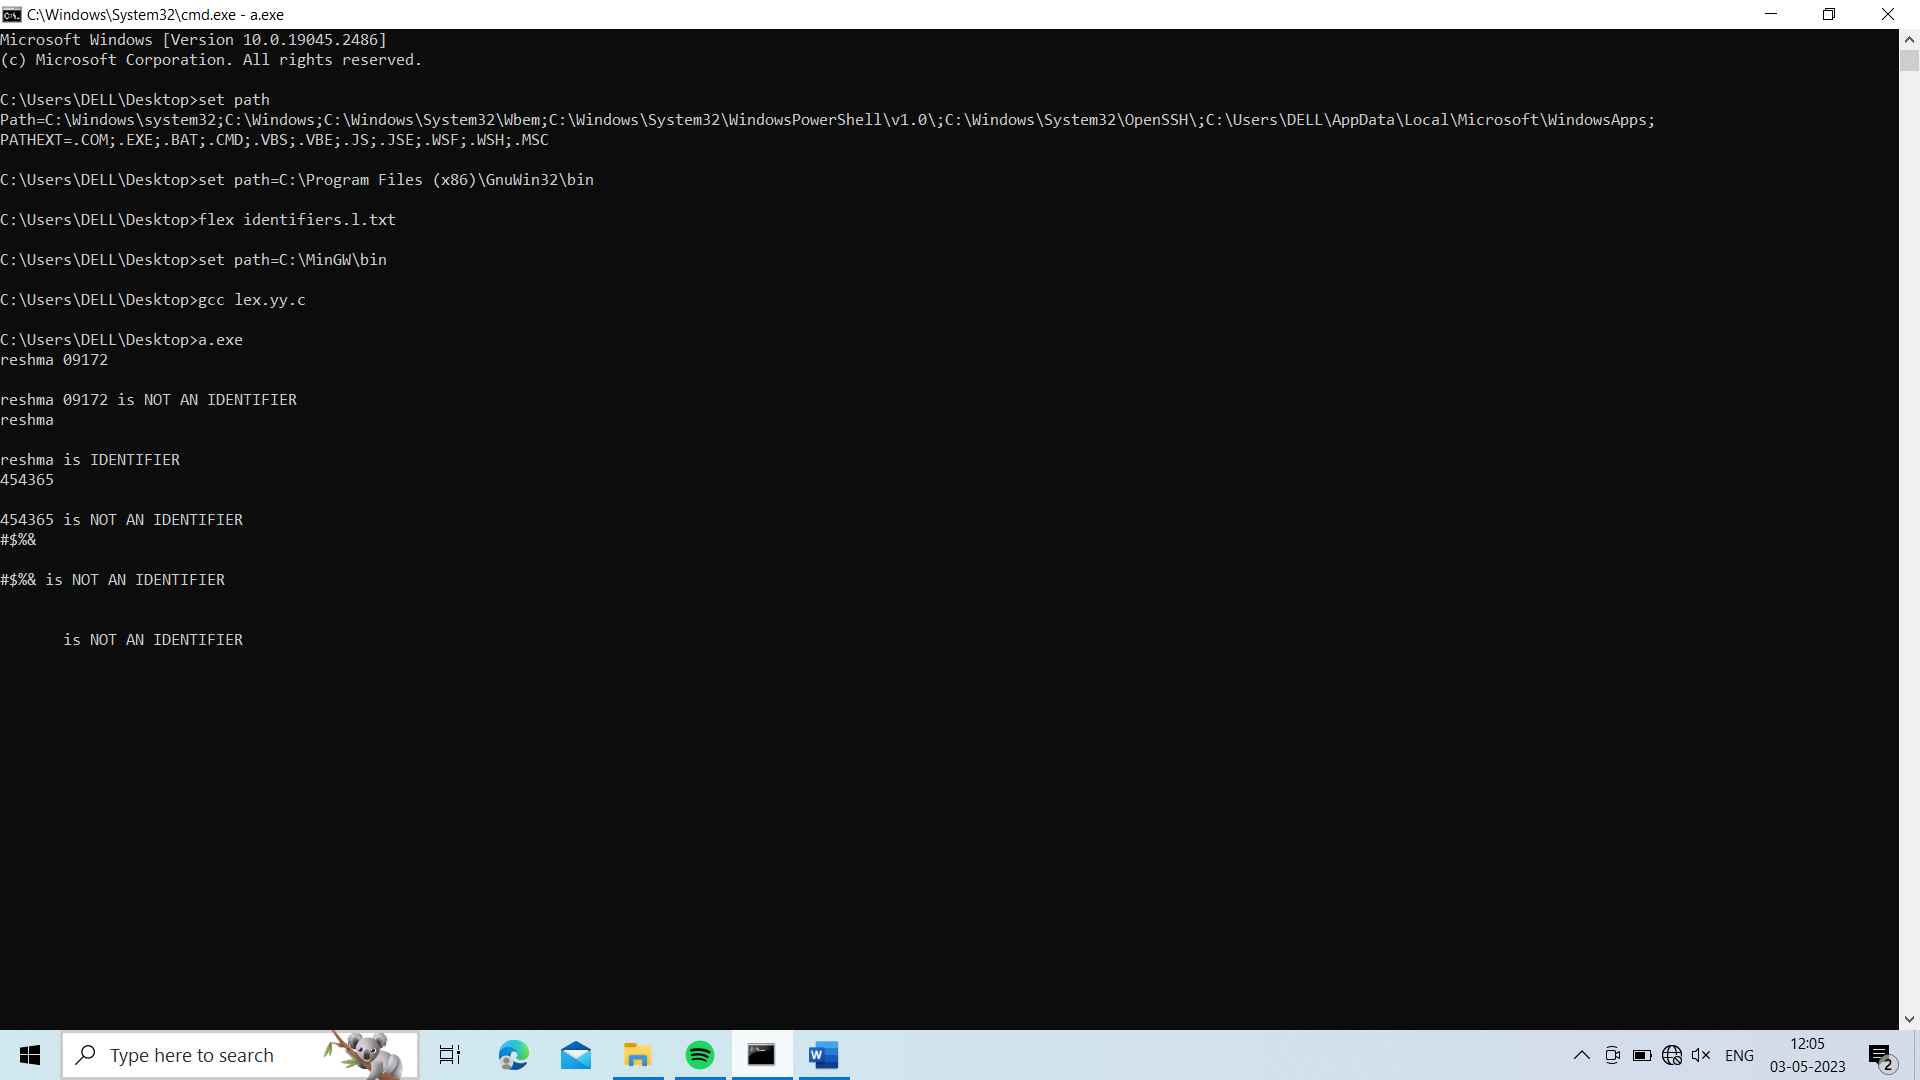 C:\Windows\System32\cmd.exe - a.exe
Microsoft Windows [Version 10.0.19045.2486]
(c) Microsoft Corporation. All rights reserved.
C:\Users\DELL\Desktop>set path
Path=C:\Windows\system32;C:\Windows;C:\Windows\System32\Wbem;C:\Windows\System32\WindowsPowerShell\v1.0\;C:\Windows\System32\OpenSSH\;C:\Users\DELL\AppData\Local\Microsoft\WindowsApps;
PATHEXT=.COM;.EXE;.BAT;.CMD;.VBS;.VBE;.JS;.JSE;.WSF;.WSH;.MSC
C:\Users\DELL\Desktop>set path=C:\Program Files (x86)\GnuWin32\bin
C:\Users\DELL\Desktop>flex identifiers.l.txt
C:\Users\DELL\Desktop>set path=C:\MinGW\bin
C:\Users\DELL\Desktop>gcc lex.yy.c
C:\Users\DELL\Desktop>a.exe
reshma 09172
reshma 09172 is NOT AN IDENTIFIER
reshma
reshma is IDENTIFIER
454365
454365 is NOT AN IDENTIFIER
#$%&
#$%& is NOT AN IDENTIFIER
is NOT AN IDENTIFIER
Type here to search
ENG
12:05
03-05-2023
2